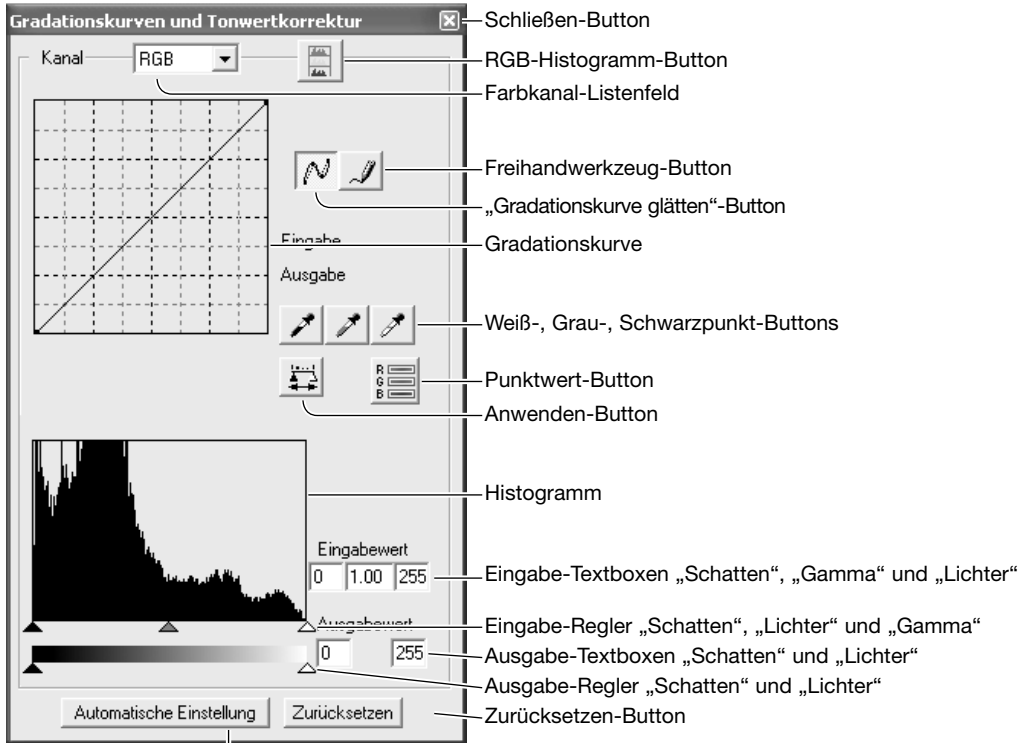 Gradationskurven und Tonwertkorrektur
Schließen-Button
Kanal RGB
RGB-Histogramm-Button
Farbkanal-Listenfeld
Freihandwerkzeug-Button
„Gradationskurve glätten“-Button
Eingabe
Gradationskurve
Ausgabe
Weiß-, Grau-, Schwarzpunkt-Buttons
R
G
B
Punktwert-Button
Anwenden-Button
Histogramm
Eingabewert
0 1.00 255
Eingabe-Textboxen „Schatten“, „Gamma“ und „Lichter“
Ausgabewert
Eingabe-Regler „Schatten“, „Lichter“ und „Gamma“
0 255
Ausgabe-Textboxen „Schatten“ und „Lichter“
Ausgabe-Regler „Schatten“ und „Lichter“
Automatische Einstellung Zurücksetzen
Zurücksetzen-Button